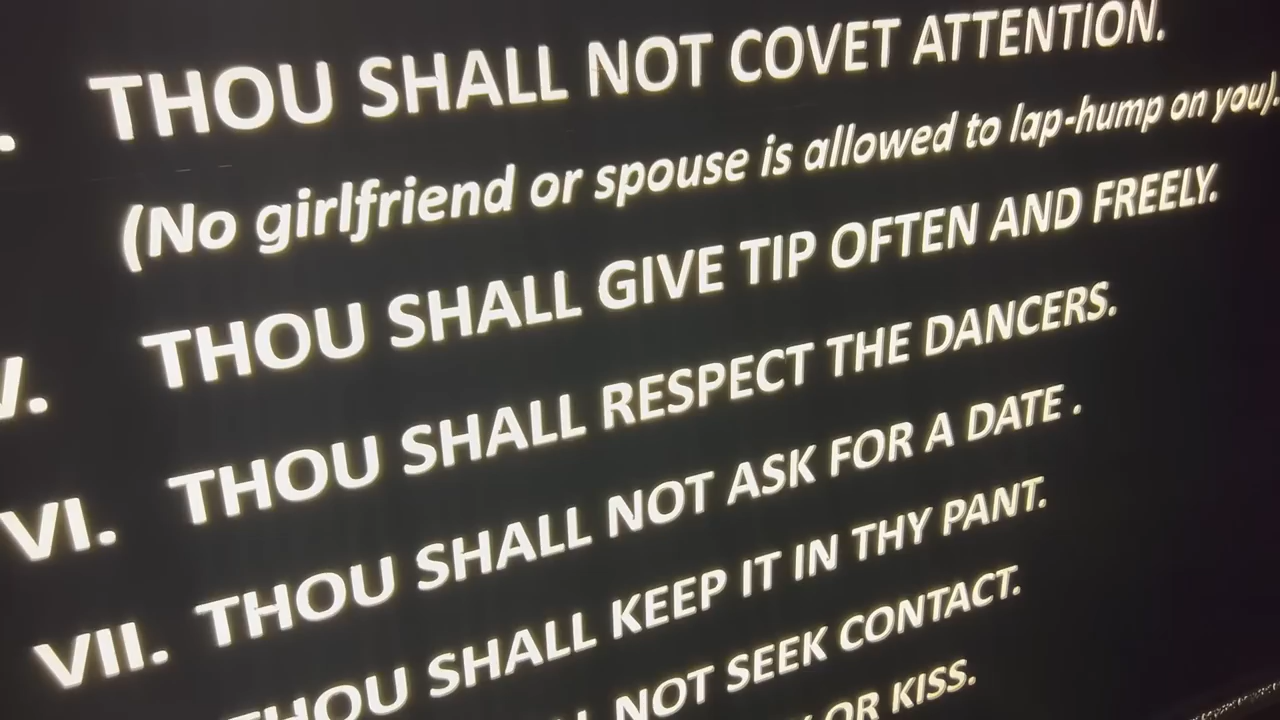 THOU SHALL NOT COVET ATTENTION.
(No girlfriend or spouse is allowed to lap-hump on you).
V. THOU SHALL GIVE TIP OFTEN AND FREELY.
VI. THOU SHALL RESPECT THE DANCERS.
VII. THOU SHALL NOT ASK FOR A DATE .
THOU SHALL KEEP IT IN THY PANT.
NOT SEEK CONTACT.
OR KISS.